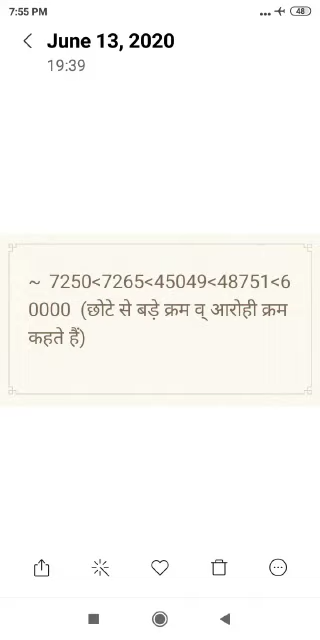 7:55 PM
48
June 13, 2020
19:39
~ 7250<7265<45049<48751<6
0000 (छोटे से बड़े क्रम व् आरोही क्रम
कहते हैं)